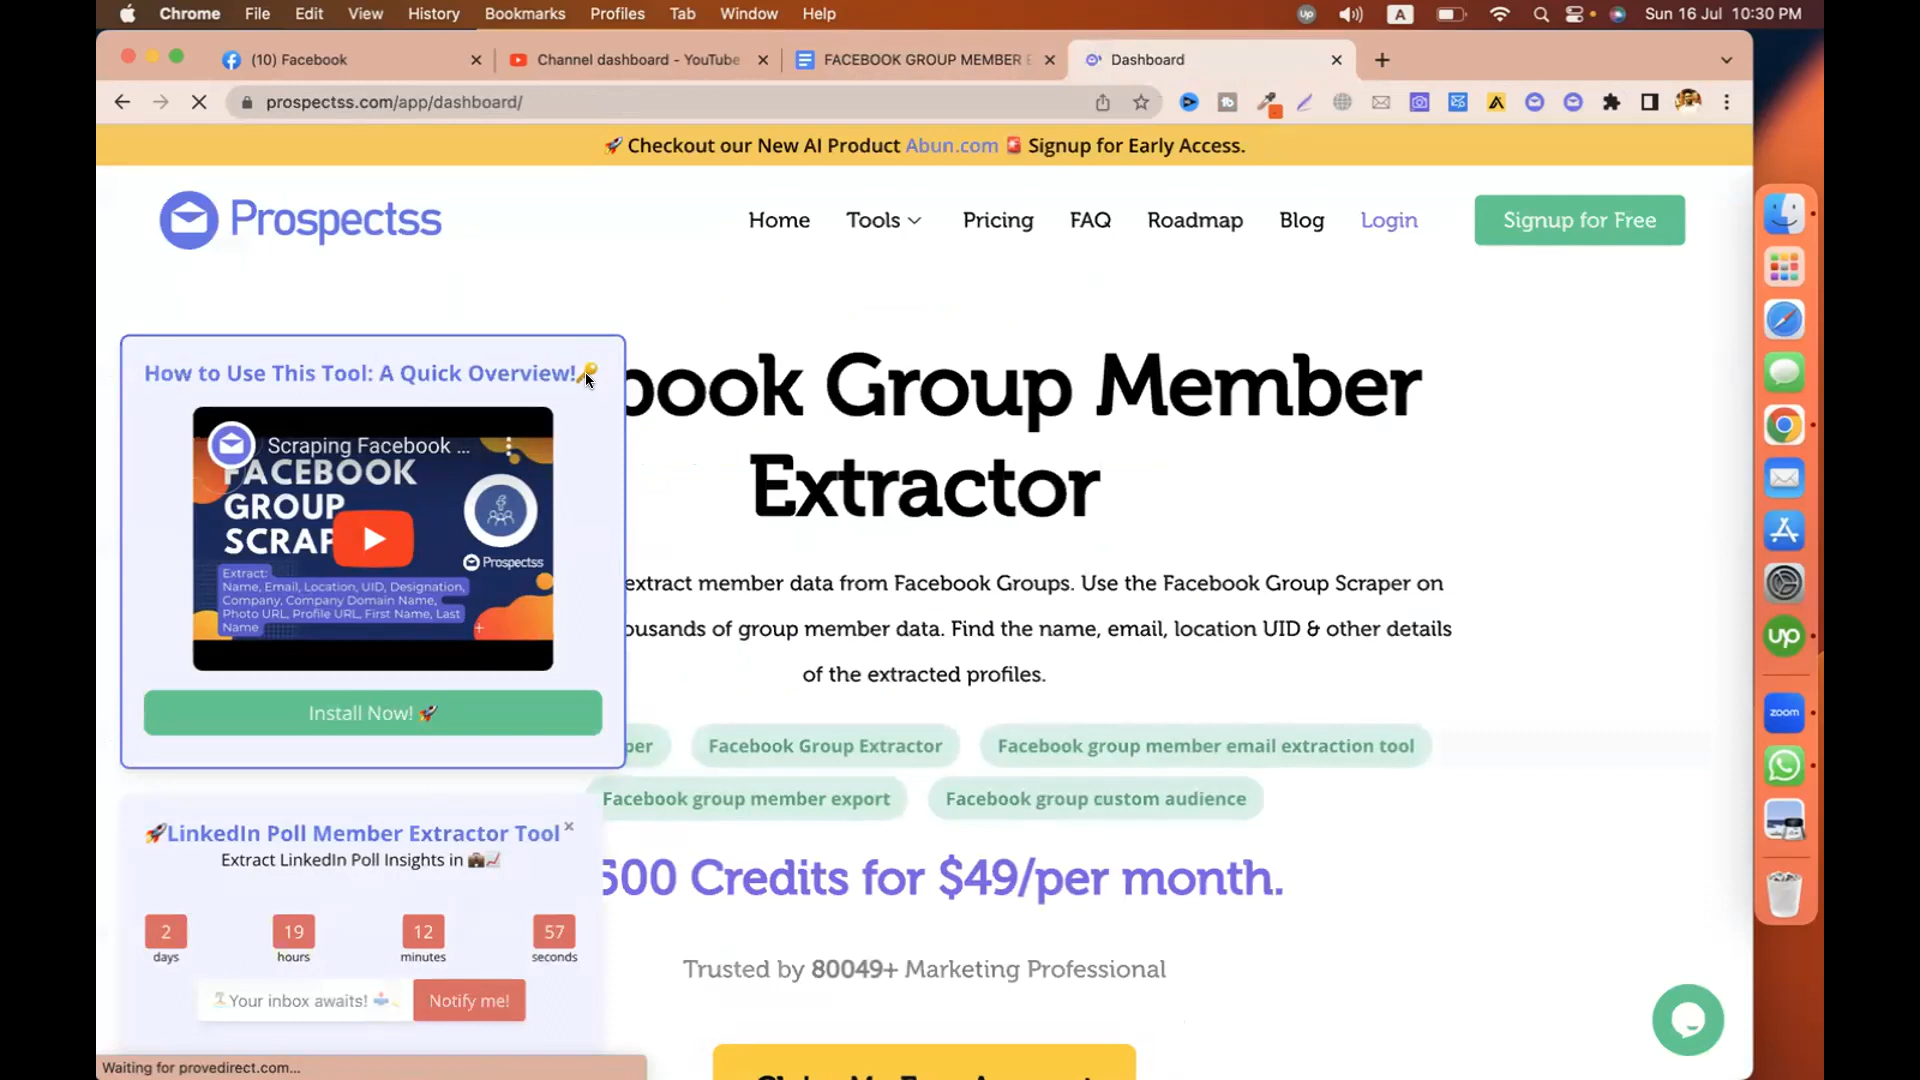 Chrome File Edit View History Bookmarks Profiles Tab Window Help
A Sun 16 Jul 10:30 PM
(10) Facebook
Channel dashboard - YouTube
FACEBOOK GROUP MEMBER
Dashboard
prospectss.com/app/dashboard/
🚀 Checkout our New AI Product Abun.com 🚨 Signup for Early Access.
Prospectss
Home Tools Pricing FAQ Roadmap Blog Login Signup for Free
How to Use This Tool: A Quick Overview!🔑
Scraping Facebook ...
FACEBOOK
GROUP
SCRAP
Prospectss
Extract:
Name, Email, Location, UID, Designation,
Company, Company Domain Name,
Photo URL, Profile URL, First Name, Last
Name
Install Now! 🚀
book Group Member
Extractor
extract member data from Facebook Groups. Use the Facebook Group Scraper on
ousands of group member data. Find the name, email, location UID & other details
of the extracted profiles.
per Facebook Group Extractor Facebook group member email extraction tool
Facebook group member export Facebook group custom audience
500 Credits for $49/per month.
Trusted by 80049+ Marketing Professional
🚀LinkedIn Poll Member Extractor Tool
Extract LinkedIn Poll Insights in 💼📈
2 19 12 57
days hours minutes seconds
Your inbox awaits! Notify me!
Waiting for provedirect.com...
up
zoom